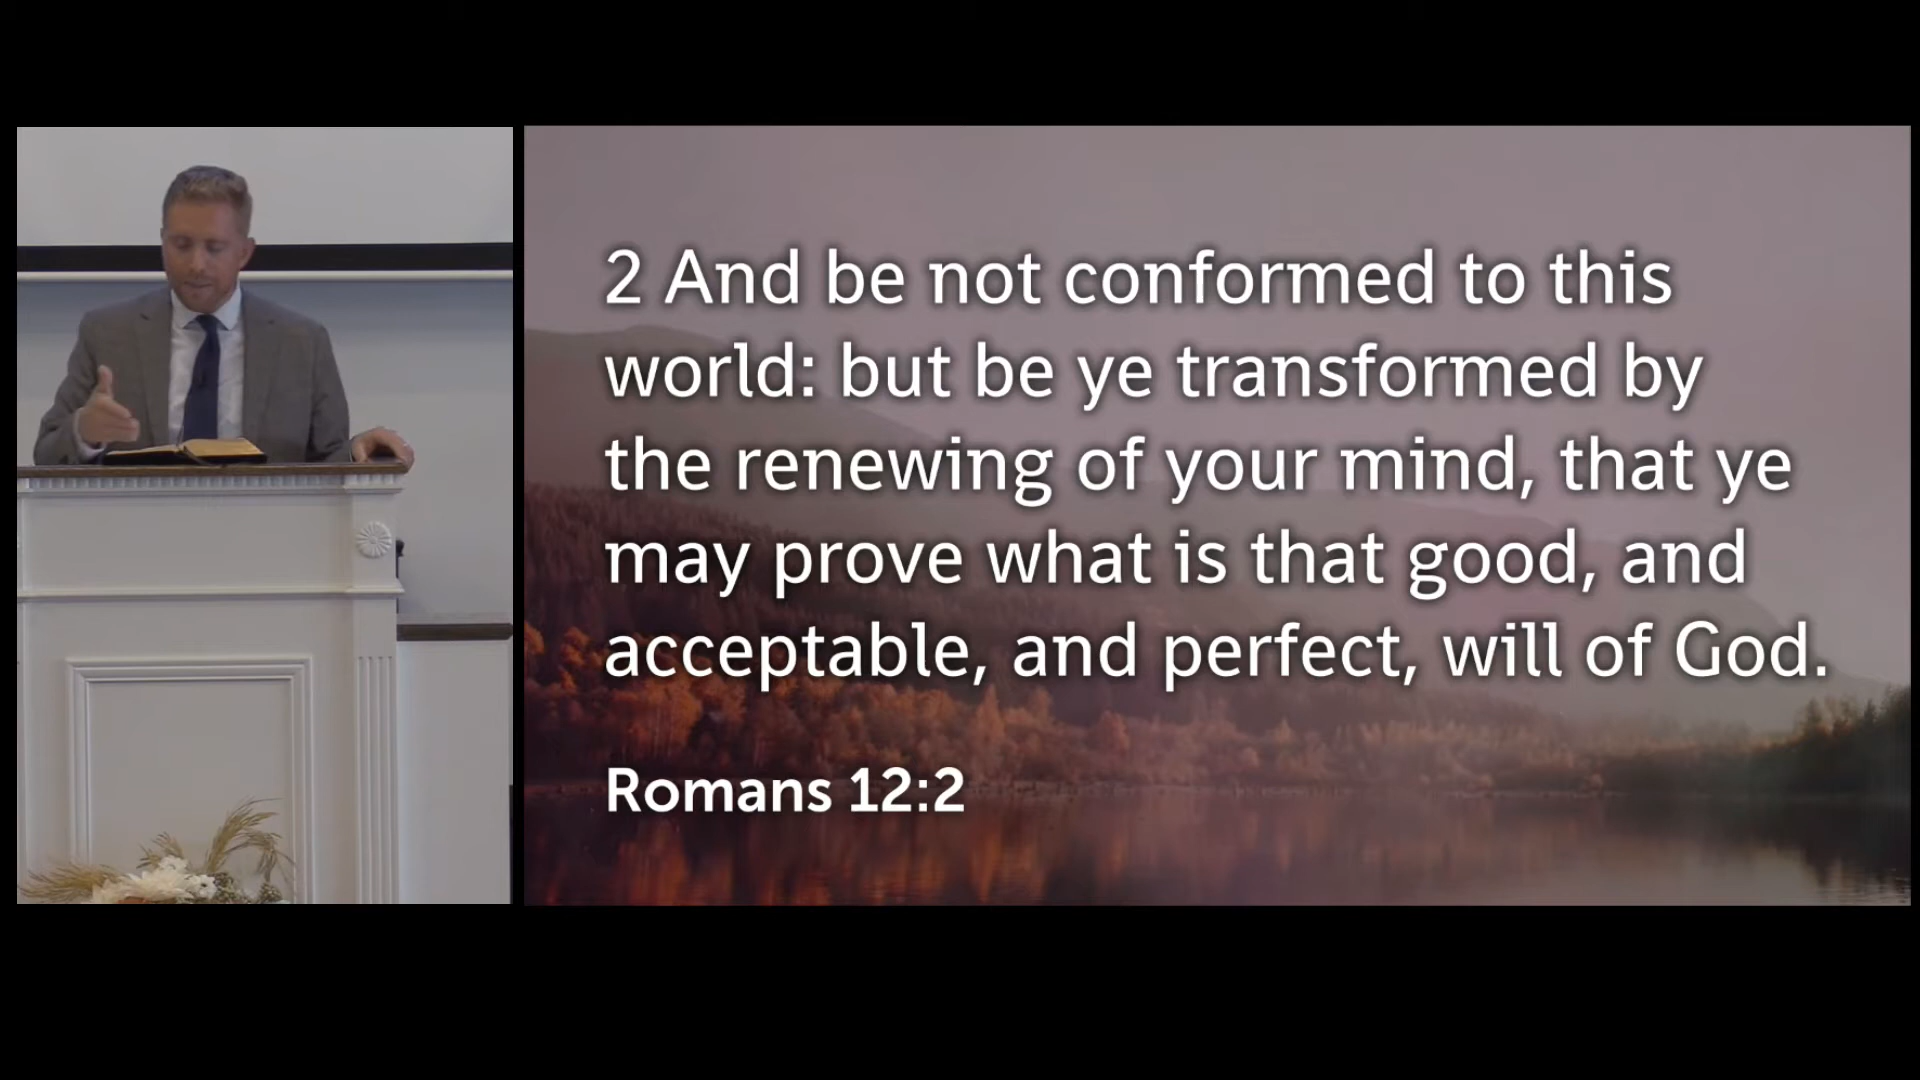 2 And be not conformed to this
world: but be ye transformed by
the renewing of your mind, that ye
may prove what is that good, and
acceptable, and perfect, will of God.
Romans 12:2